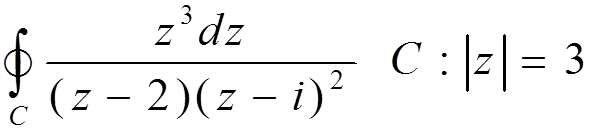 ∮_C z³dz / ((z − 2)(z − i)²)   C : |z| = 3